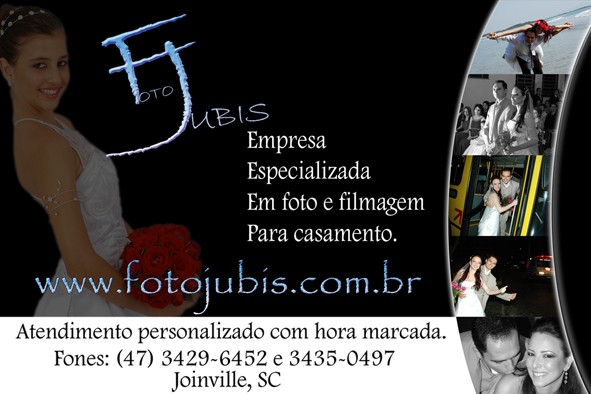 FOTO
JUBIS
Empresa
Especializada
Em foto e filmagem
Para casamento.
www.fotojubis.com.br
Atendimento personalizado com hora marcada.
Fones: (47) 3429-6452 e 3435-0497
Joinville, SC